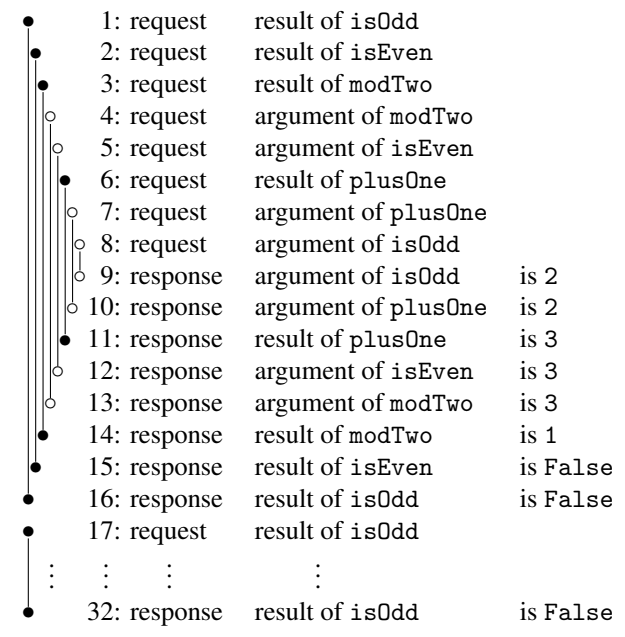 1: request result of isOdd
2: request result of isEven
3: request result of modTwo
4: request argument of modTwo
5: request argument of isEven
6: request result of plusOne
7: request argument of plusOne
8: request argument of isOdd
9: response argument of isOdd is 2
10: response argument of plusOne is 2
11: response result of plusOne is 3
12: response argument of isEven is 3
13: response argument of modTwo is 3
14: response result of modTwo is 1
15: response result of isEven is False
16: response result of isOdd is False
17: request result of isOdd
⋮ ⋮ ⋮ ⋮
32: response result of isOdd is False